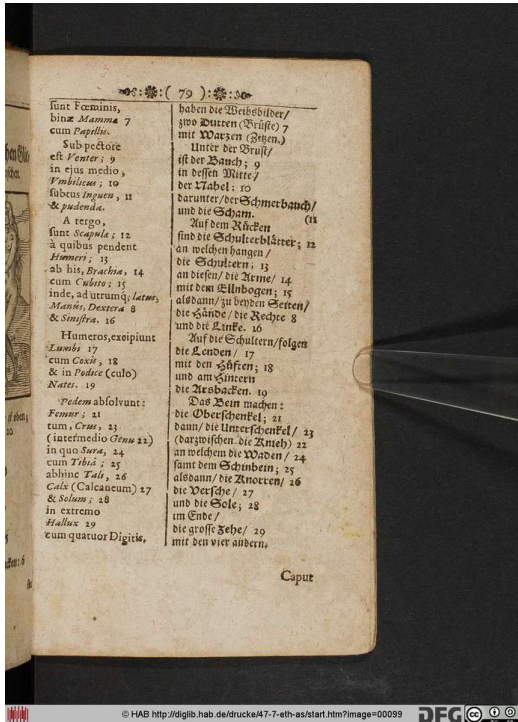 ( 79 )
sunt Fœminis,
binæ Mammæ 7
cum Papillis.
Sub pectore
est Venter; 9
in ejus medio,
Vmbilicus; 10
subtus Inguen, 11
& pudenda.
A tergo,
sunt Scapulæ; 12
à quibus pendent
Humeri; 13
ab his, Brachia, 14
cum Cubito; 15
inde, ad utrumq; latus,
Manus, Dextera 8
& Sinistra. 16
Humeros, excipiunt
Lumbi 17
cum Coxis, 18
& in Podice (culo)
Nates. 19
Pedem absolvunt:
Femur; 21
tum, Crus, 23
(intermedio Genu 22)
in quo Sura, 24
cum Tibiâ; 25
abhinc Tali, 26
Calx (Calcaneum) 27
& Solum; 28
in extremo
Hallux 29
cum quatuor Digitis.
haben die Weibsbilder/
zwo Dutten (Brüste) 7
mit Warzen (Zitzen.)
Unter der Brust/
ist der Bauch; 9
in dessen Mitte/
der Nabel; 10
darunter/der Schmerbauch/
und die Scham. (11
Auf dem Rücken
sind die Schulterblätter; 12
an welchen hangen/
die Schultern; 13
an diesen/ die Arme/ 14
mit dem Ellnbogen; 15
alsdann/ zu beyden Seiten/
die Hände/ die Rechte 8
und die Linke. 16
Auf die Schultern/folgen
die Lenden/ 17
mit den Hüften; 18
und am Hintern
die Arsbacken. 19
Das Bein machen:
die Oberschenkel; 21
dann/ die Unterschenkel/ 23
(darzwischen die Knieh) 22
an welchem die Waden/ 24
samt dem Schinbein; 25
alsdann/ die Knorren/ 26
die Versche/ 27
und die Sole; 28
im Ende/
die grosse Zehe/ 29
mit den vier andern.
Caput
© HAB http://diglib.hab.de/drucke/47-7-eth-as/start.htm?image=00099
DFG